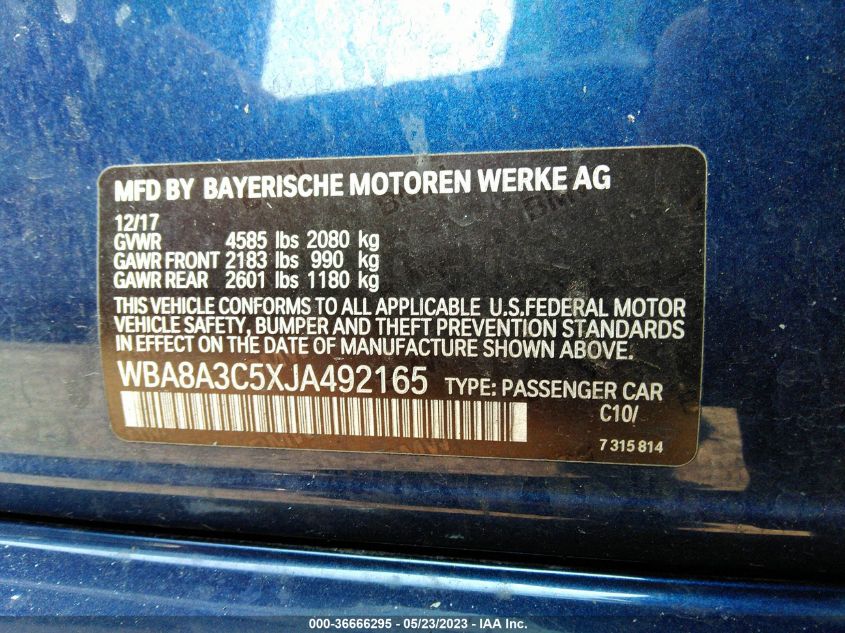 MFD BY BAYERISCHE MOTOREN WERKE AG
12/17
GVWR 4585 lbs 2080 kg
GAWR FRONT 2183 lbs 990 kg
GAWR REAR 2601 lbs 1180 kg
THIS VEHICLE CONFORMS TO ALL APPLICABLE U.S.FEDERAL MOTOR
VEHICLE SAFETY, BUMPER AND THEFT PREVENTION STANDARDS
IN EFFECT ON THE DATE OF MANUFACTURE SHOWN ABOVE.
WBA8A3C5XJA492165 TYPE: PASSENGER CAR
C10/
7 315 814
000-36666295 - 05/23/2023 - IAA Inc.